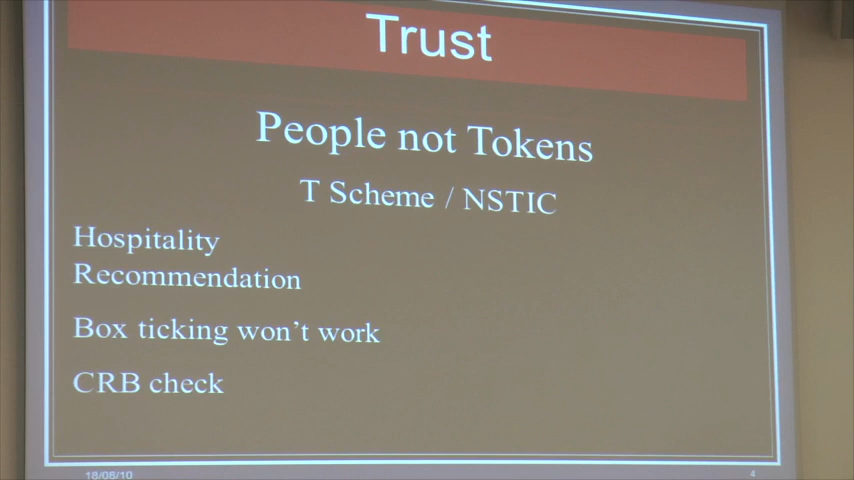 Trust
People not Tokens
T Scheme / NSTIC
Hospitality
Recommendation
Box ticking won't work
CRB check
18/08/10
4